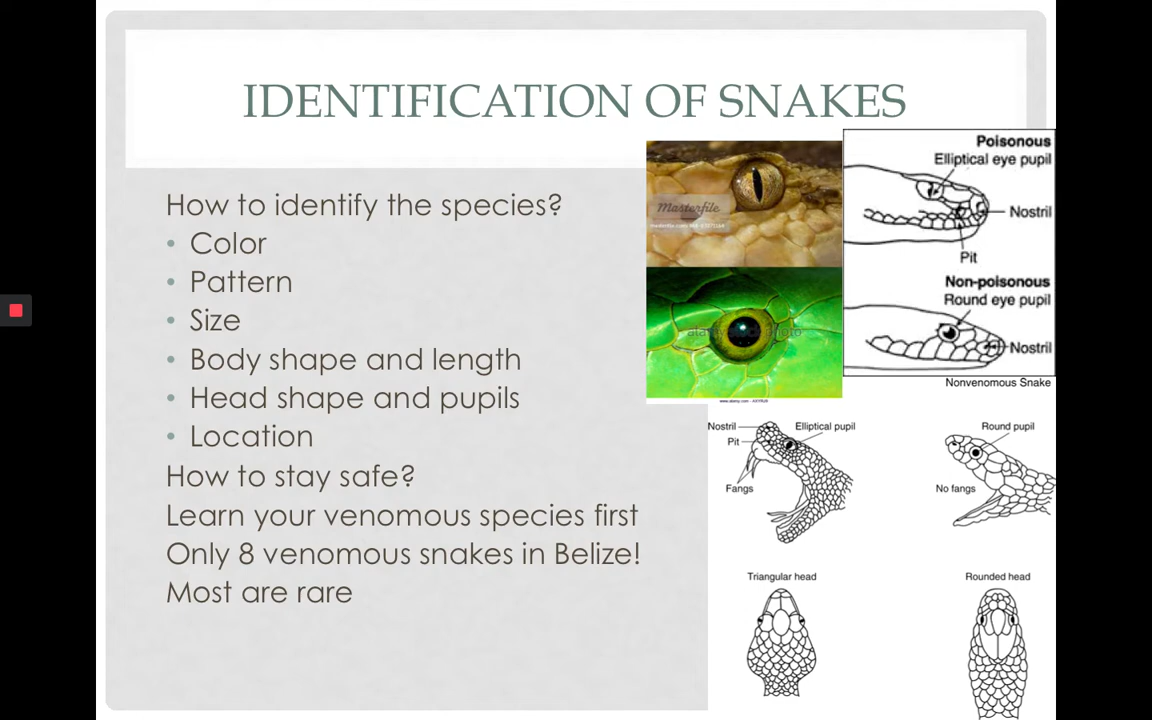 IDENTIFICATION OF SNAKES
How to identify the species?
• Color
• Pattern
• Size
• Body shape and length
• Head shape and pupils
• Location
How to stay safe?
Learn your venomous species first
Only 8 venomous snakes in Belize!
Most are rare
Masterfile
Poisonous
Elliptical eye pupil
Nostril
Pit
Non-poisonous
Round eye pupil
Nostril
Nonvenomous Snake
Nostril
Elliptical pupil
Pit
Fangs
Round pupil
No fangs
Triangular head
Rounded head